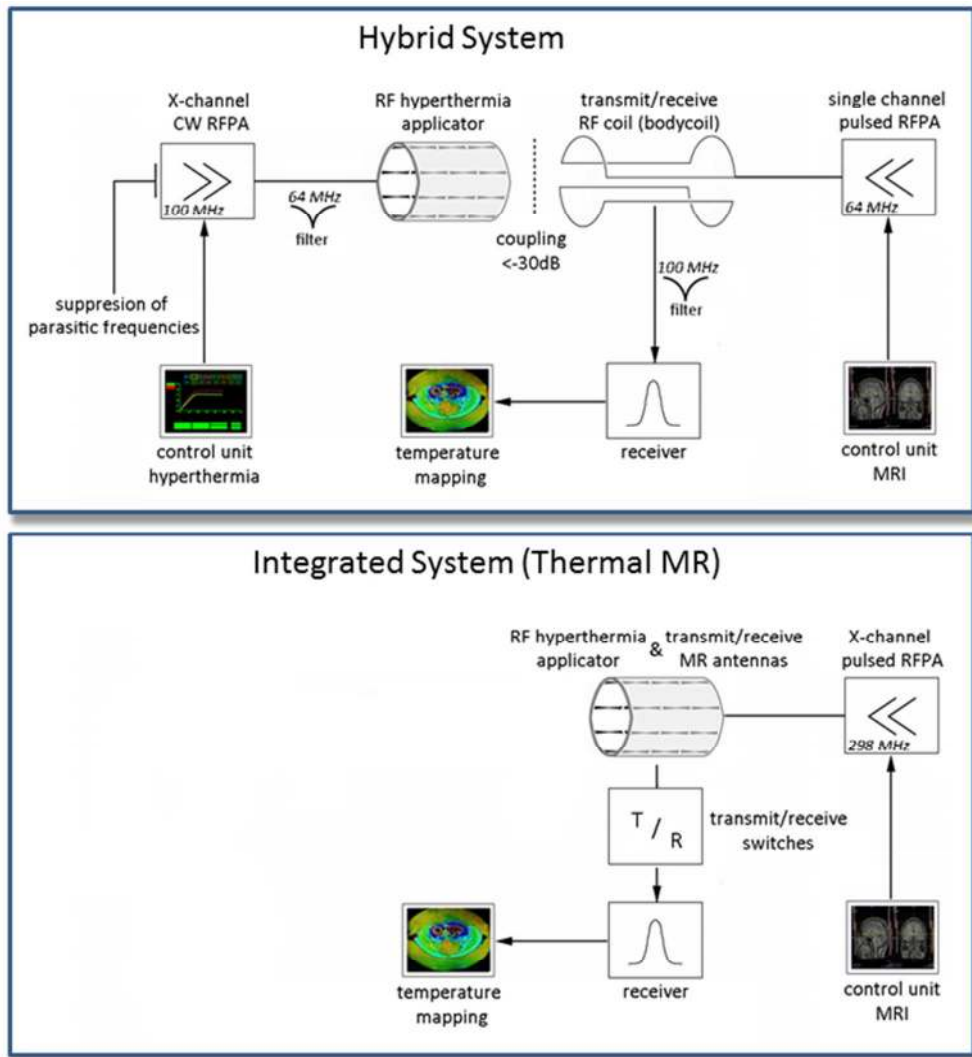 Hybrid System
X-channel
CW RFPA
100 MHz
64 MHz
filter
RF hyperthermia
applicator
coupling
<-30dB
transmit/receive
RF coil (bodycoil)
100 MHz
filter
single channel
pulsed RFPA
64 MHz
suppresion of
parasitic frequencies
control unit
hyperthermia
temperature
mapping
receiver
control unit
MRI
Integrated System (Thermal MR)
RF hyperthermia & transmit/receive
applicator MR antennas
X-channel
pulsed RFPA
298 MHz
T / R
transmit/receive
switches
temperature
mapping
receiver
control unit
MRI